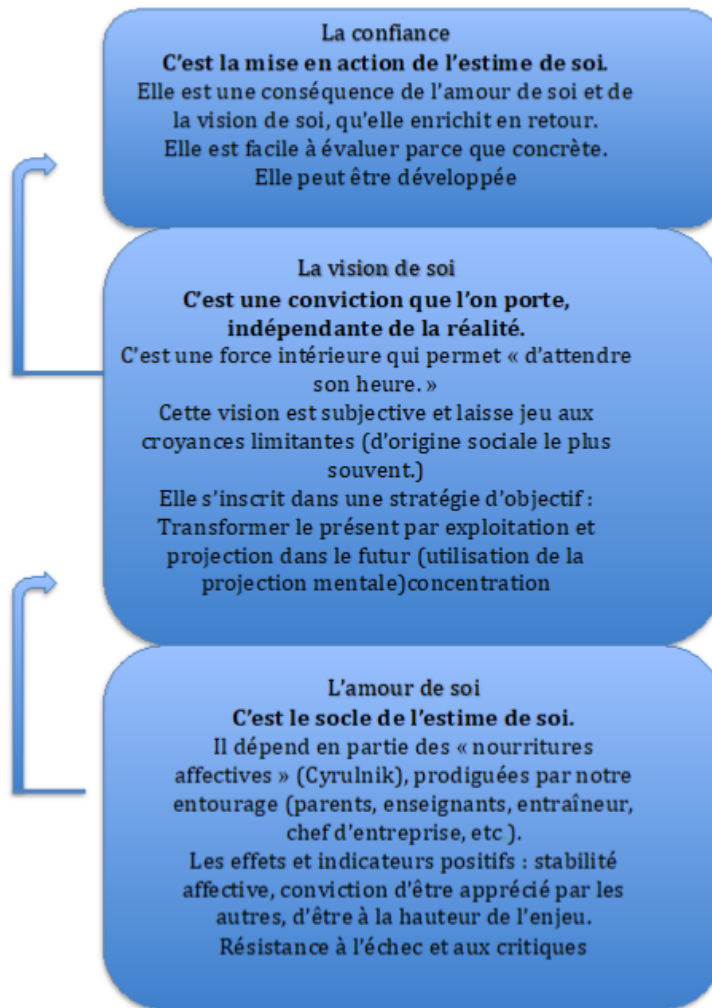 La confiance
C'est la mise en action de l'estime de soi.
Elle est une conséquence de l'amour de soi et de
la vision de soi, qu'elle enrichit en retour.
Elle est facile à évaluer parce que concrète.
Elle peut être développée
La vision de soi
C'est une conviction que l'on porte,
indépendante de la réalité.
C'est une force intérieure qui permet « d'attendre
son heure. »
Cette vision est subjective et laisse jeu aux
croyances limitantes (d'origine sociale le plus
souvent.)
Elle s'inscrit dans une stratégie d'objectif :
Transformer le présent par exploitation et
projection dans le futur (utilisation de la
projection mentale)concentration
L'amour de soi
C'est le socle de l'estime de soi.
Il dépend en partie des « nourritures
affectives » (Cyrulnik), prodiguées par notre
entourage (parents, enseignants, entraîneur,
chef d'entreprise, etc ).
Les effets et indicateurs positifs : stabilité
affective, conviction d'être apprécié par les
autres, d'être à la hauteur de l'enjeu.
Résistance à l'échec et aux critiques